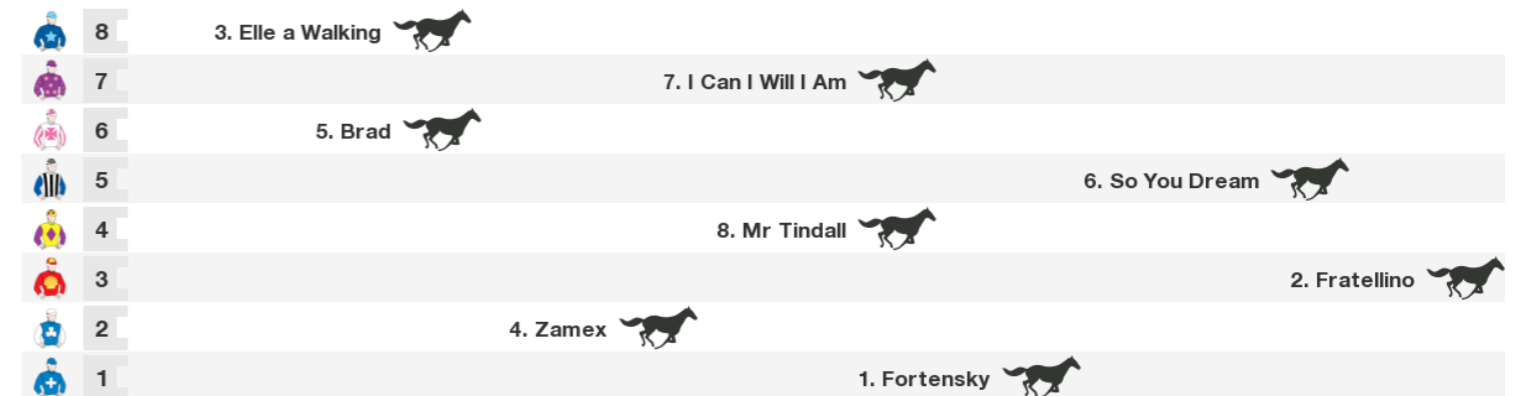 8 3. Elle a Walking
7 7. I Can I Will I Am
6 5. Brad
5 6. So You Dream
4 8. Mr Tindall
3 2. Fratellino
2 4. Zamex
1 1. Fortensky